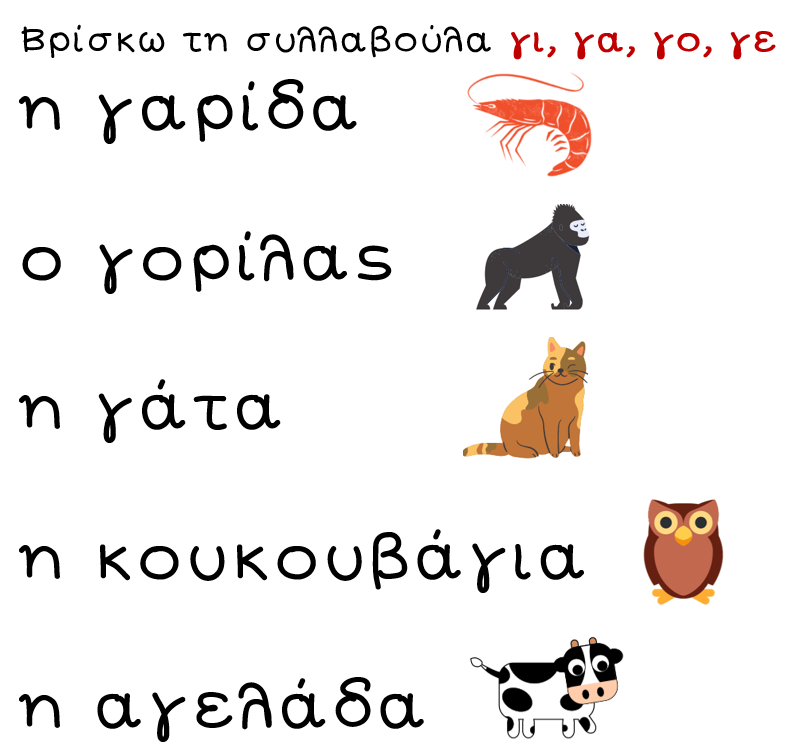 Βρίσκω τη συλλαβούλα γι, γα, γο, γε
η γαρίδα
ο γορίλας
η γάτα
η κουκουβάγια
η αγελάδα